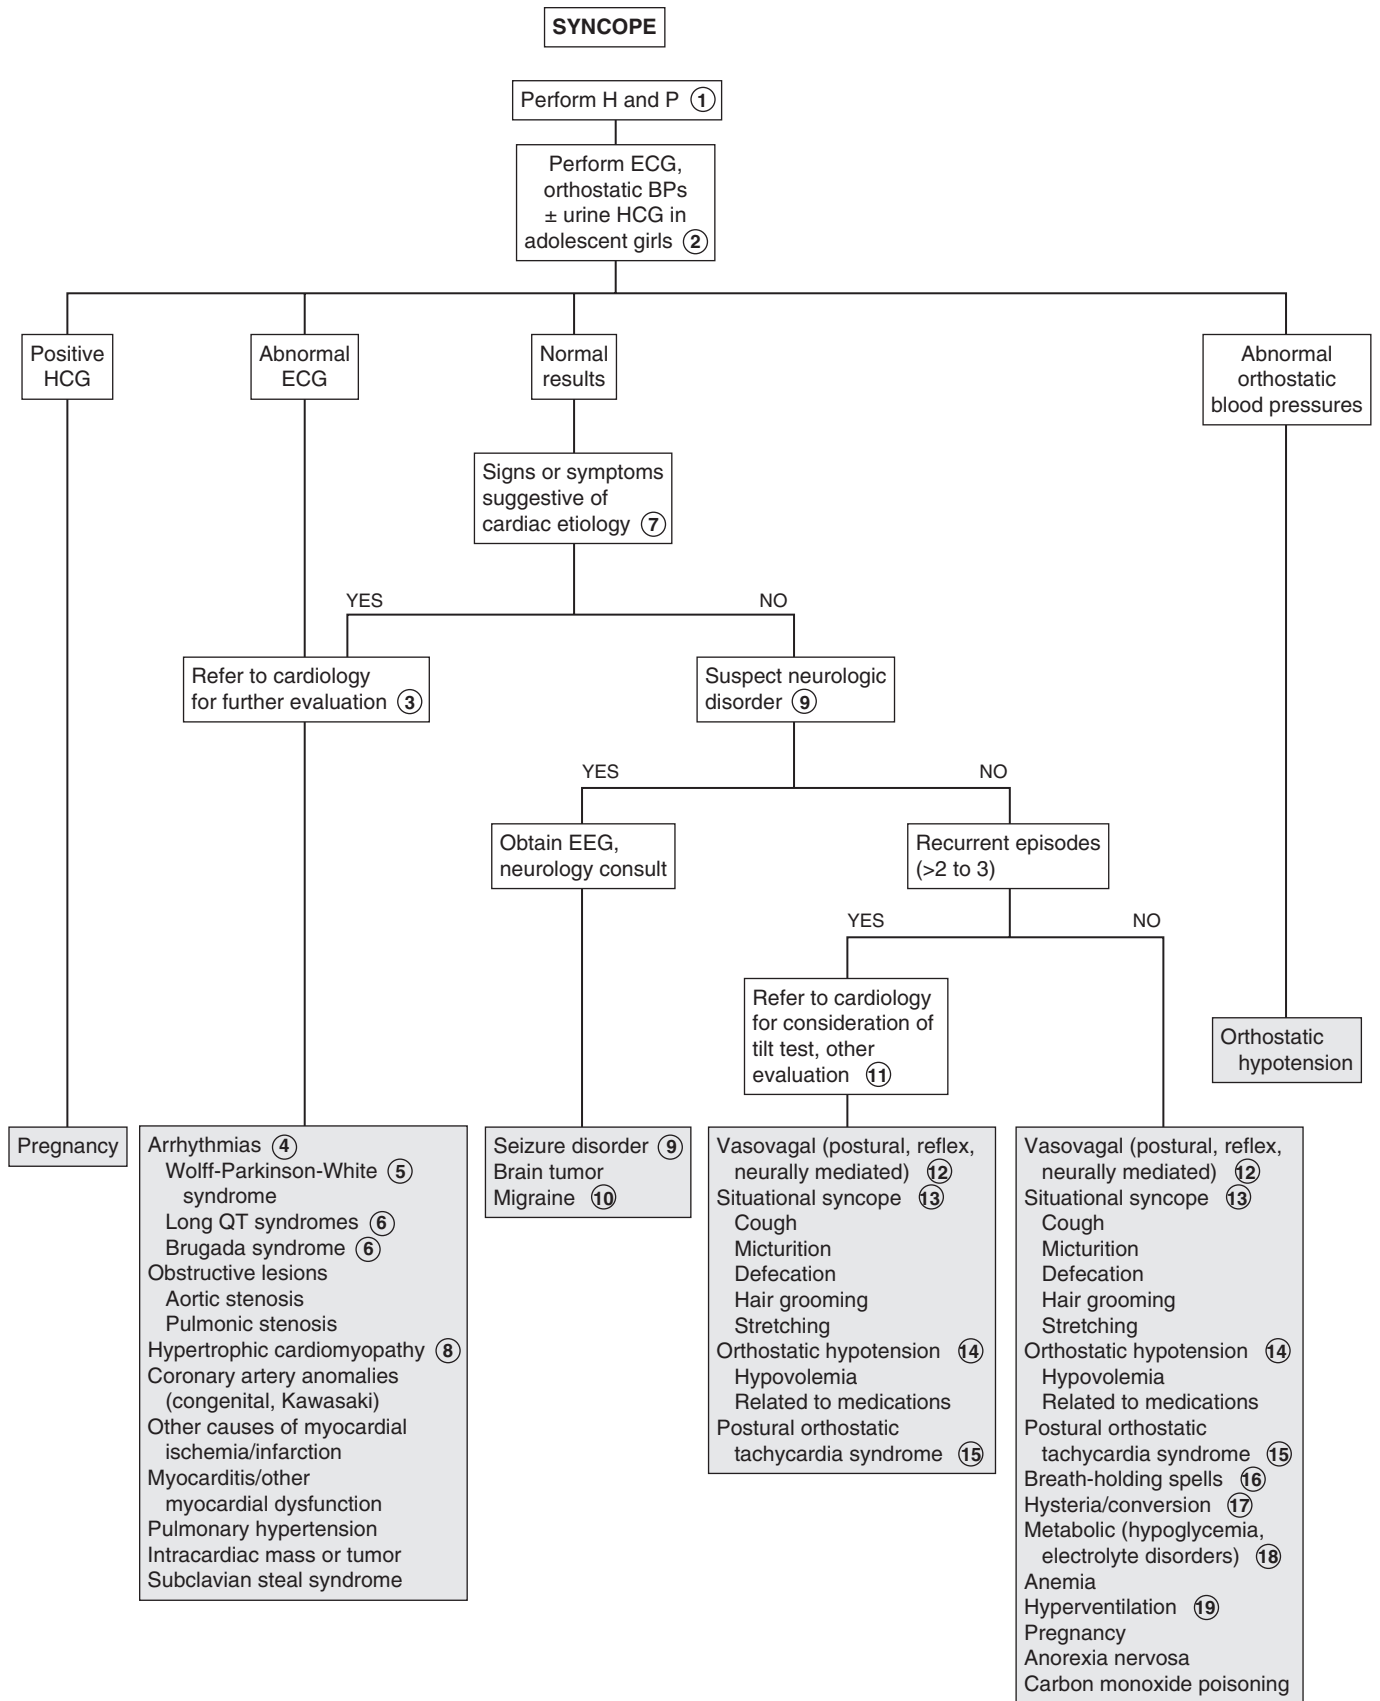 SYNCOPE
Perform H and P 1
Perform ECG,
orthostatic BPs
± urine HCG in
adolescent girls 2
Positive
HCG
Abnormal
ECG
Normal
results
Abnormal
orthostatic
blood pressures
Signs or symptoms
suggestive of
cardiac etiology 7
YES
NO
Refer to cardiology
for further evaluation 3
Suspect neurologic
disorder 9
YES
NO
Obtain EEG,
neurology consult
Recurrent episodes
(>2 to 3)
YES
NO
Refer to cardiology
for consideration of
tilt test, other
evaluation 11
Orthostatic
hypotension
Pregnancy
Arrhythmias 4
Wolff-Parkinson-White 5
syndrome
Long QT syndromes 6
Brugada syndrome 6
Obstructive lesions
Aortic stenosis
Pulmonic stenosis
Hypertrophic cardiomyopathy 8
Coronary artery anomalies
(congenital, Kawasaki)
Other causes of myocardial
ischemia/infarction
Myocarditis/other
myocardial dysfunction
Pulmonary hypertension
Intracardiac mass or tumor
Subclavian steal syndrome
Seizure disorder 9
Brain tumor
Migraine 10
Vasovagal (postural, reflex,
neurally mediated) 12
Situational syncope 13
Cough
Micturition
Defecation
Hair grooming
Stretching
Orthostatic hypotension 14
Hypovolemia
Related to medications
Postural orthostatic
tachycardia syndrome 15
Vasovagal (postural, reflex,
neurally mediated) 12
Situational syncope 13
Cough
Micturition
Defecation
Hair grooming
Stretching
Orthostatic hypotension 14
Hypovolemia
Related to medications
Postural orthostatic
tachycardia syndrome 15
Breath-holding spells 16
Hysteria/conversion 17
Metabolic (hypoglycemia,
electrolyte disorders) 18
Anemia
Hyperventilation 19
Pregnancy
Anorexia nervosa
Carbon monoxide poisoning